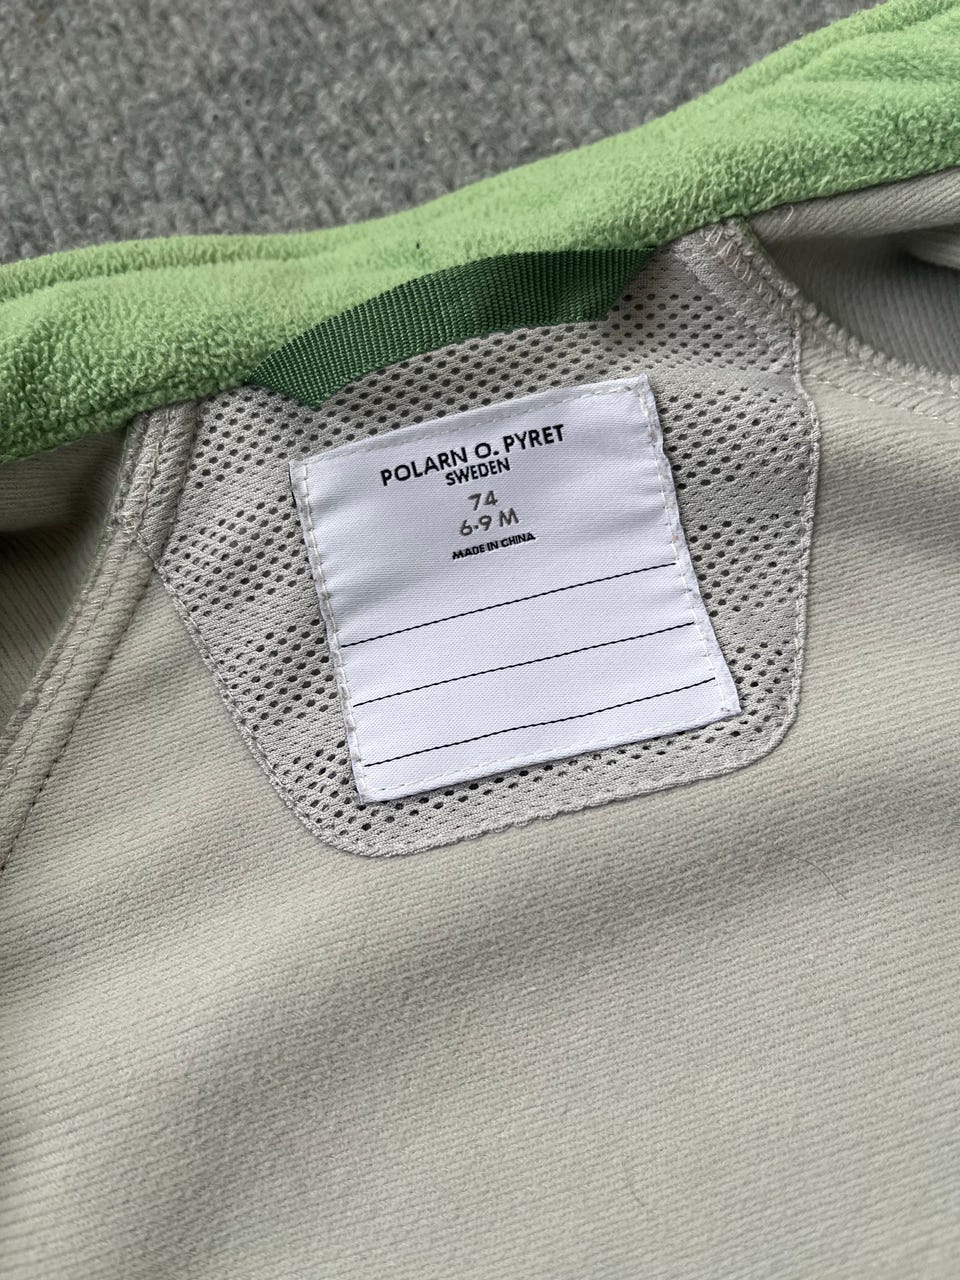 POLARN O. PYRET
SWEDEN
74
6-9 M
MADE IN CHINA